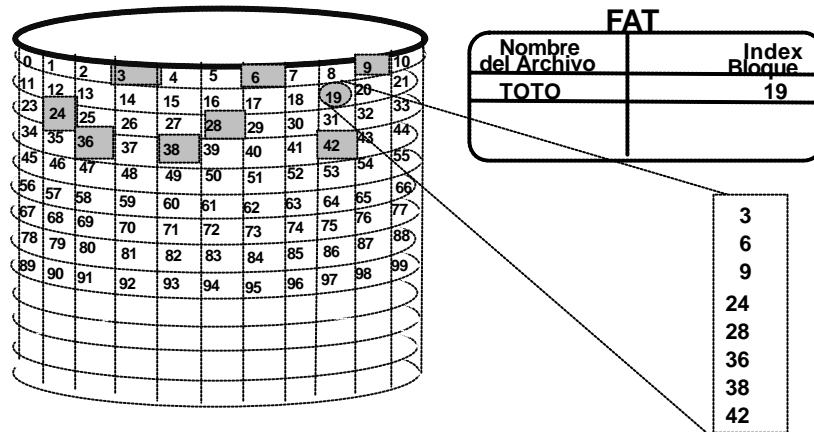 FAT
Nombre del Archivo Index Bloque
TOTO 19
0 1 2 3 4 5 6 7 8 9 10
11 12 13 14 15 16 17 18 19 20 21
23 24 25 26 27 28 29 30 31 32 33
34 35 36 37 38 39 40 41 42 43 44
45 46 47 48 49 50 51 52 53 54 55
56 57 58 59 60 61 62 63 64 65 66
67 68 69 70 71 72 73 74 75 76 77
78 79 80 81 82 83 84 85 86 87 88
89 90 91 92 93 94 95 96 97 98 99
3
6
9
24
28
36
38
42